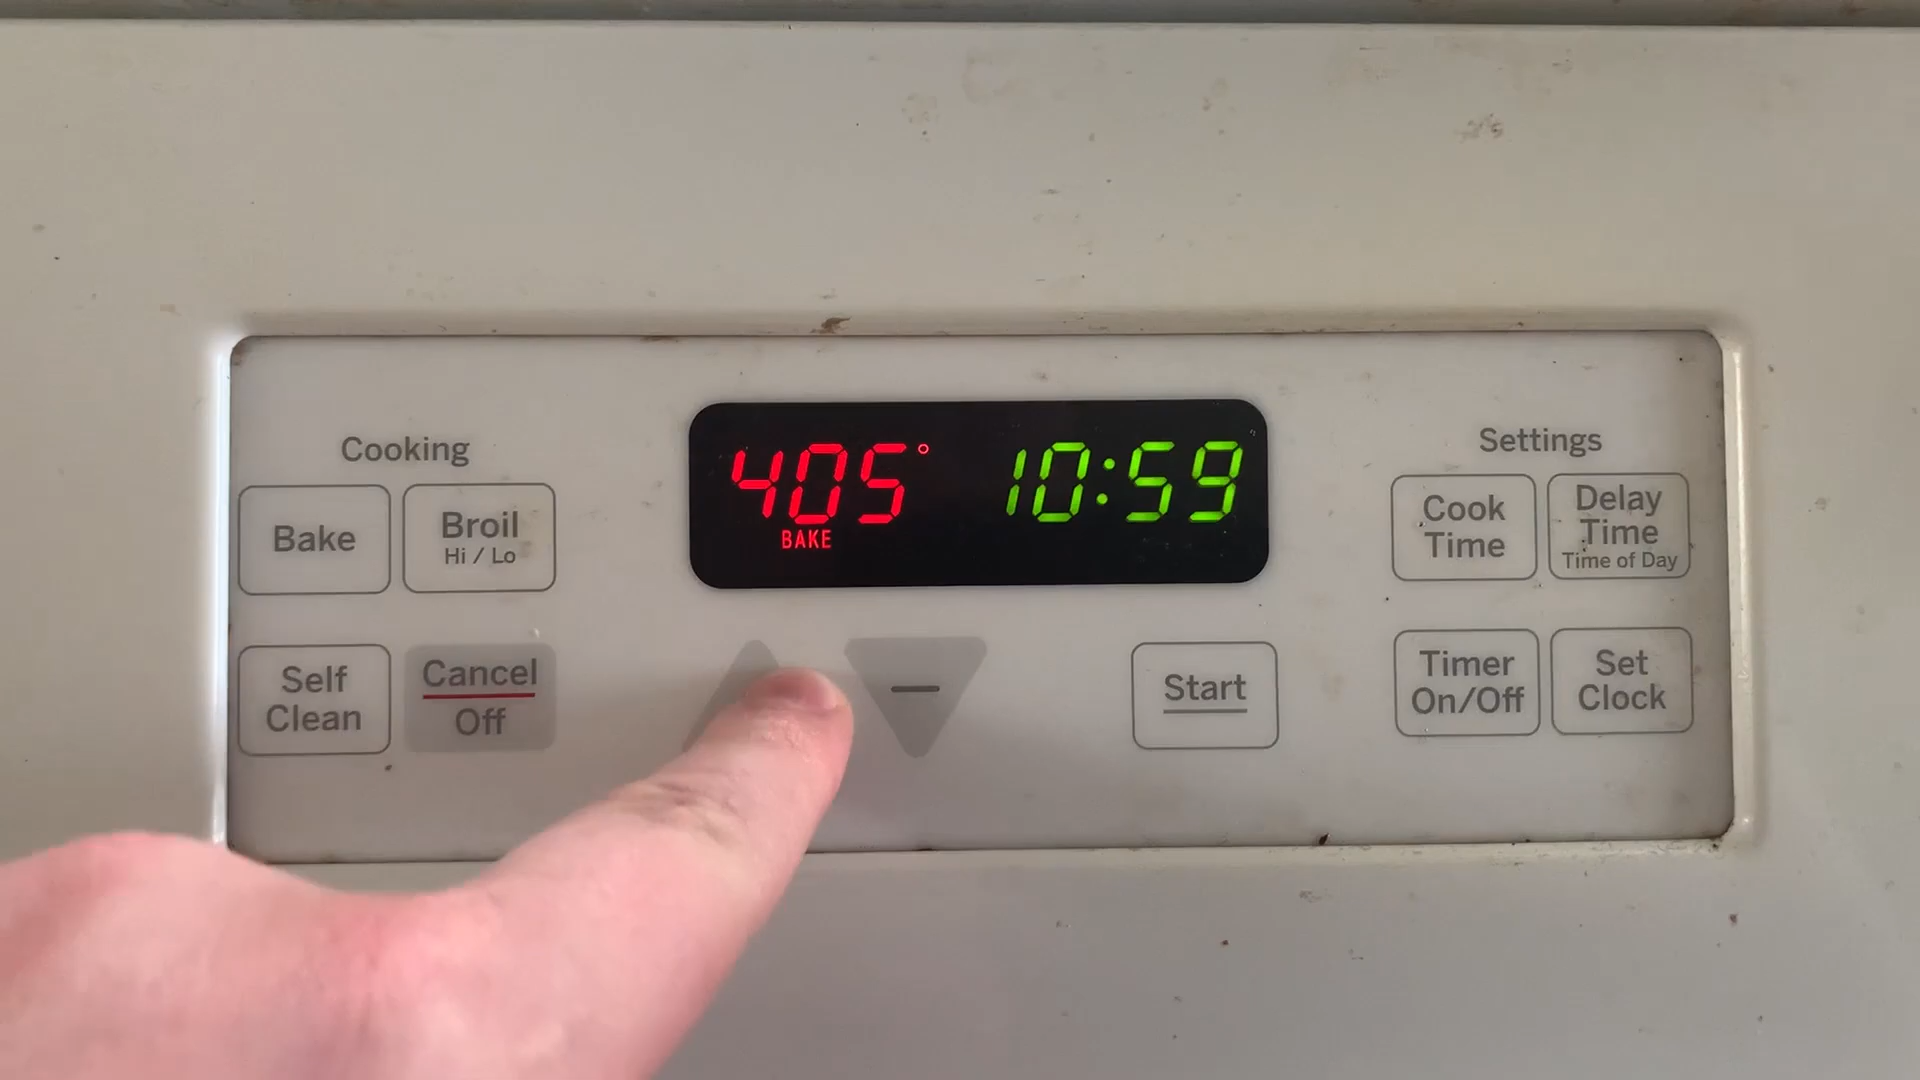 405° 10:59
BAKE
Cooking
Bake
Broil
Hi / Lo
Self
Clean
Cancel
Off
–
Start
Settings
Cook
Time
Delay
Time
Time of Day
Timer
On/Off
Set
Clock